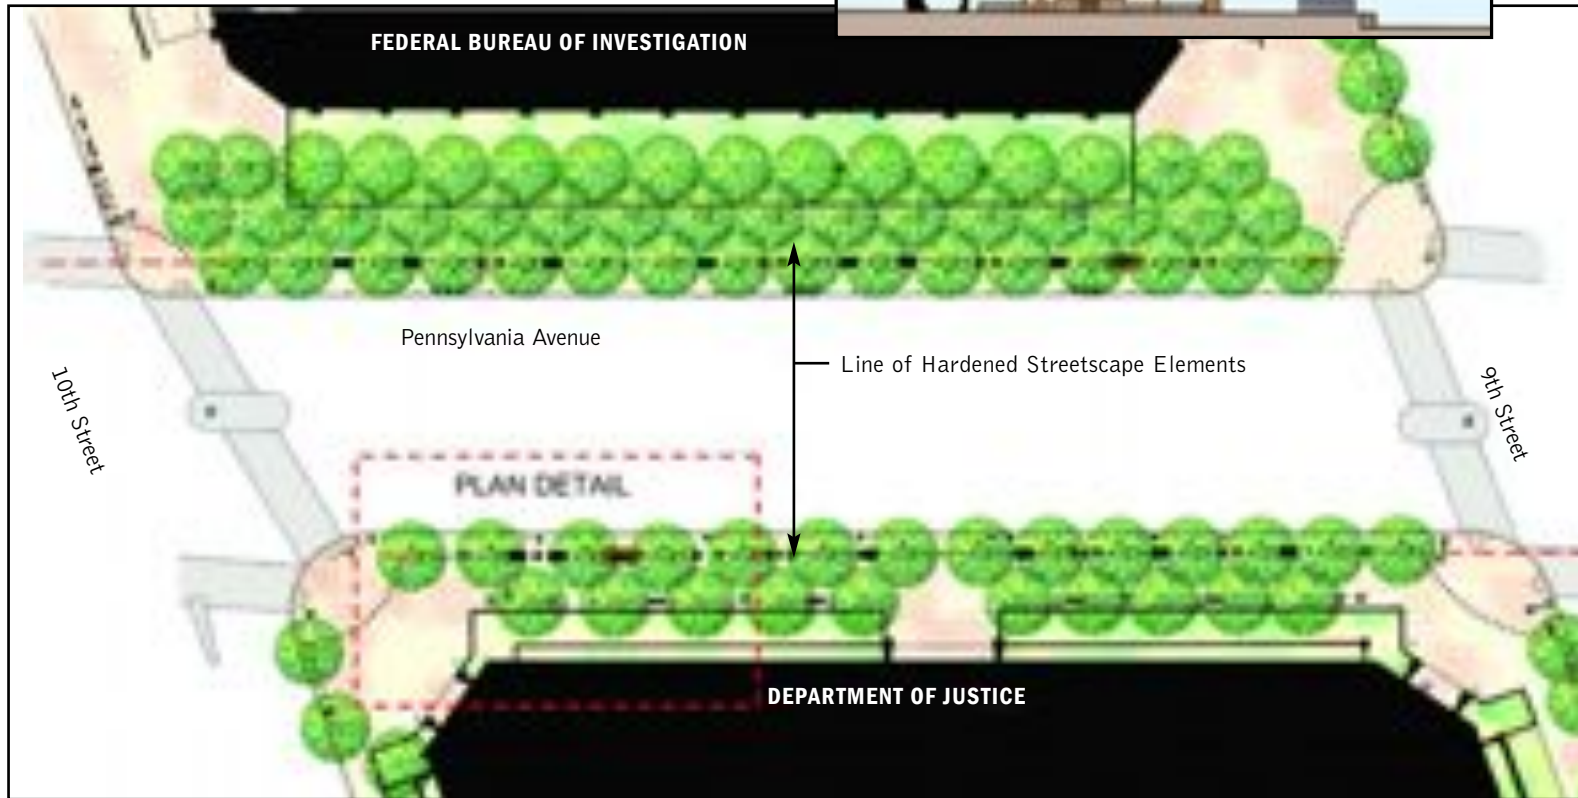 FEDERAL BUREAU OF INVESTIGATION
Pennsylvania Avenue
Line of Hardened Streetscape Elements
10th Street
9th Street
PLAN DETAIL
DEPARTMENT OF JUSTICE